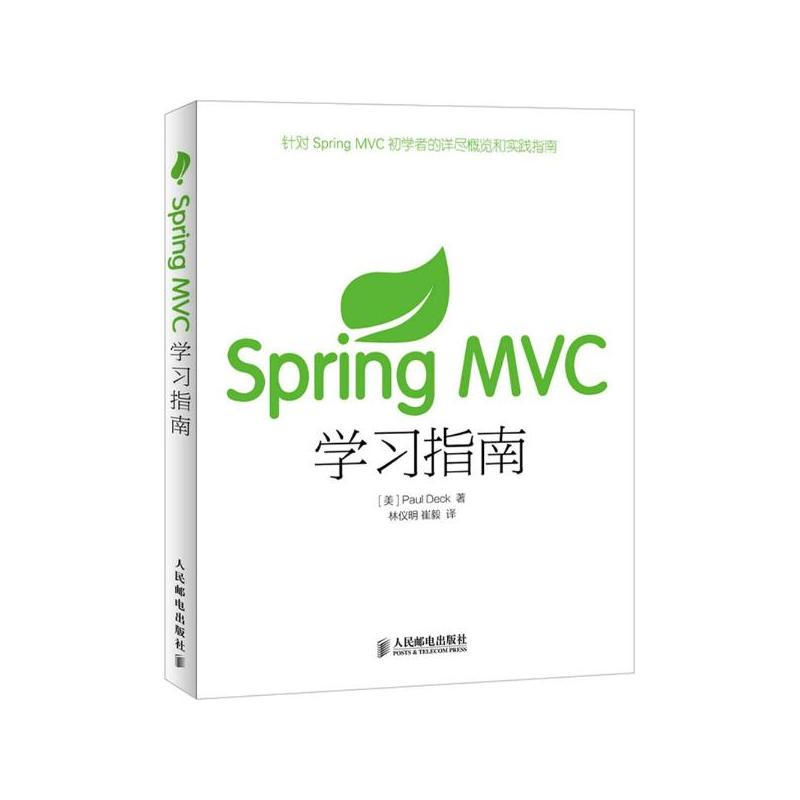 针对 Spring MVC 初学者的详尽概览和实践指南
Spring MVC
学习指南
[美] Paul Deck 著
林仪明 崔毅 译
人民邮电出版社
POSTS & TELECOM PRESS
Spring MVC 学习指南
人民邮电出版社